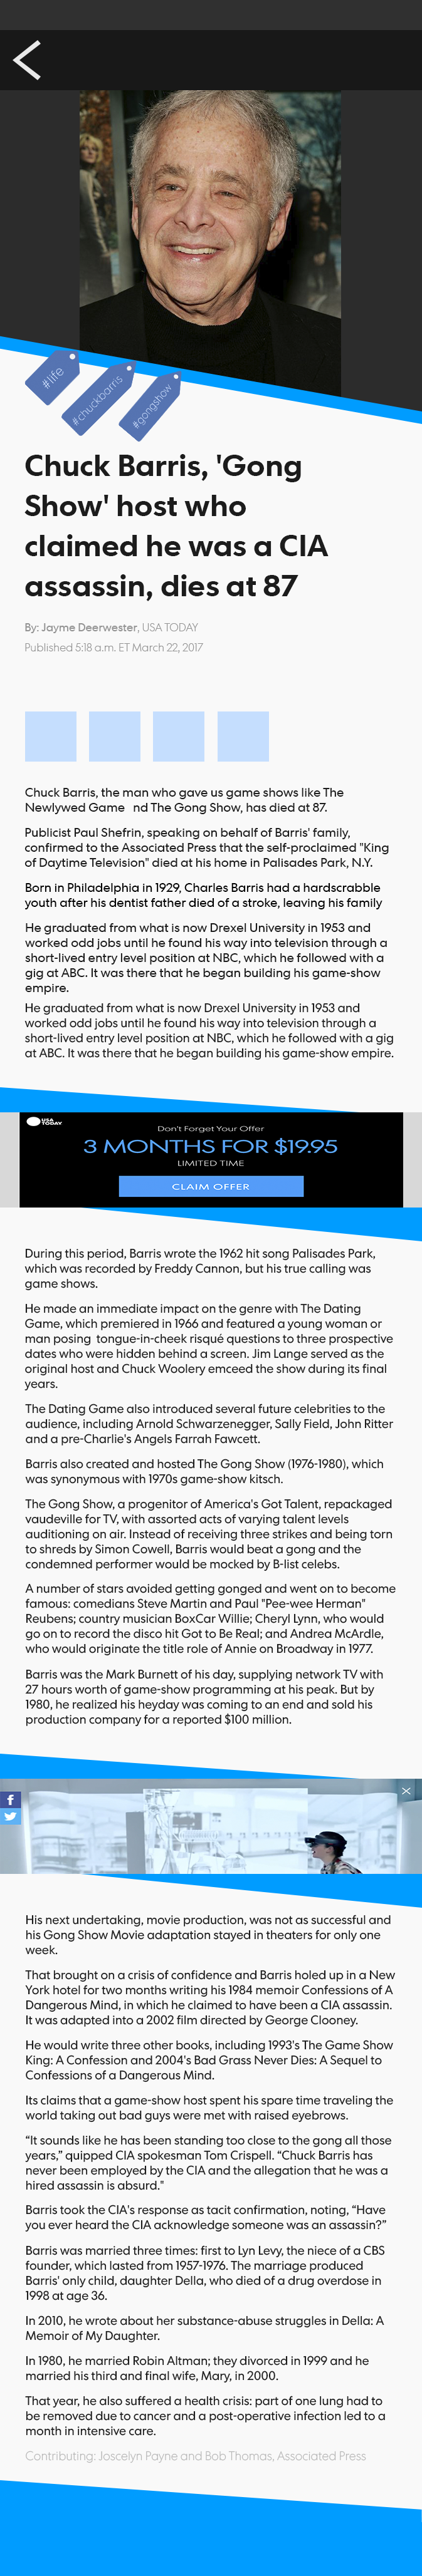 #life
#chuckbarris
#gongshow
Chuck Barris, 'Gong
Show' host who
claimed he was a CIA
assassin, dies at 87
By: Jayme Deerwester, USA TODAY
Published 5:18 a.m. ET March 22, 2017
Chuck Barris, the man who gave us game shows like The
Newlywed Game nd The Gong Show, has died at 87.
Publicist Paul Shefrin, speaking on behalf of Barris' family,
confirmed to the Associated Press that the self-proclaimed "King
of Daytime Television" died at his home in Palisades Park, N.Y.
Born in Philadelphia in 1929, Charles Barris had a hardscrabble
youth after his dentist father died of a stroke, leaving his family
He graduated from what is now Drexel University in 1953 and
worked odd jobs until he found his way into television through a
short-lived entry level position at NBC, which he followed with a
gig at ABC. It was there that he began building his game-show
empire.
He graduated from what is now Drexel University in 1953 and
worked odd jobs until he found his way into television through a
short-lived entry level position at NBC, which he followed with a gig
at ABC. It was there that he began building his game-show empire.
USA
TODAY
Don't Forget Your Offer
3 MONTHS FOR $19.95
LIMITED TIME
CLAIM OFFER
During this period, Barris wrote the 1962 hit song Palisades Park,
which was recorded by Freddy Cannon, but his true calling was
game shows.
He made an immediate impact on the genre with The Dating
Game, which premiered in 1966 and featured a young woman or
man posing tongue-in-cheek risqué questions to three prospective
dates who were hidden behind a screen. Jim Lange served as the
original host and Chuck Woolery emceed the show during its final
years.
The Dating Game also introduced several future celebrities to the
audience, including Arnold Schwarzenegger, Sally Field, John Ritter
and a pre-Charlie's Angels Farrah Fawcett.
Barris also created and hosted The Gong Show (1976-1980), which
was synonymous with 1970s game-show kitsch.
The Gong Show, a progenitor of America's Got Talent, repackaged
vaudeville for TV, with assorted acts of varying talent levels
auditioning on air. Instead of receiving three strikes and being torn
to shreds by Simon Cowell, Barris would beat a gong and the
condemned performer would be mocked by B-list celebs.
A number of stars avoided getting gonged and went on to become
famous: comedians Steve Martin and Paul "Pee-wee Herman"
Reubens; country musician BoxCar Willie; Cheryl Lynn, who would
go on to record the disco hit Got to Be Real; and Andrea McArdle,
who would originate the title role of Annie on Broadway in 1977.
Barris was the Mark Burnett of his day, supplying network TV with
27 hours worth of game-show programming at his peak. But by
1980, he realized his heyday was coming to an end and sold his
production company for a reported $100 million.
His next undertaking, movie production, was not as successful and
his Gong Show Movie adaptation stayed in theaters for only one
week.
That brought on a crisis of confidence and Barris holed up in a New
York hotel for two months writing his 1984 memoir Confessions of A
Dangerous Mind, in which he claimed to have been a CIA assassin.
It was adapted into a 2002 film directed by George Clooney.
He would write three other books, including 1993's The Game Show
King: A Confession and 2004's Bad Grass Never Dies: A Sequel to
Confessions of a Dangerous Mind.
Its claims that a game-show host spent his spare time traveling the
world taking out bad guys were met with raised eyebrows.
“It sounds like he has been standing too close to the gong all those
years,” quipped CIA spokesman Tom Crispell. “Chuck Barris has
never been employed by the CIA and the allegation that he was a
hired assassin is absurd."
Barris took the CIA's response as tacit confirmation, noting, “Have
you ever heard the CIA acknowledge someone was an assassin?”
Barris was married three times: first to Lyn Levy, the niece of a CBS
founder, which lasted from 1957-1976. The marriage produced
Barris' only child, daughter Della, who died of a drug overdose in
1998 at age 36.
In 2010, he wrote about her substance-abuse struggles in Della: A
Memoir of My Daughter.
In 1980, he married Robin Altman; they divorced in 1999 and he
married his third and final wife, Mary, in 2000.
That year, he also suffered a health crisis: part of one lung had to
be removed due to cancer and a post-operative infection led to a
month in intensive care.
Contributing: Joscelyn Payne and Bob Thomas, Associated Press